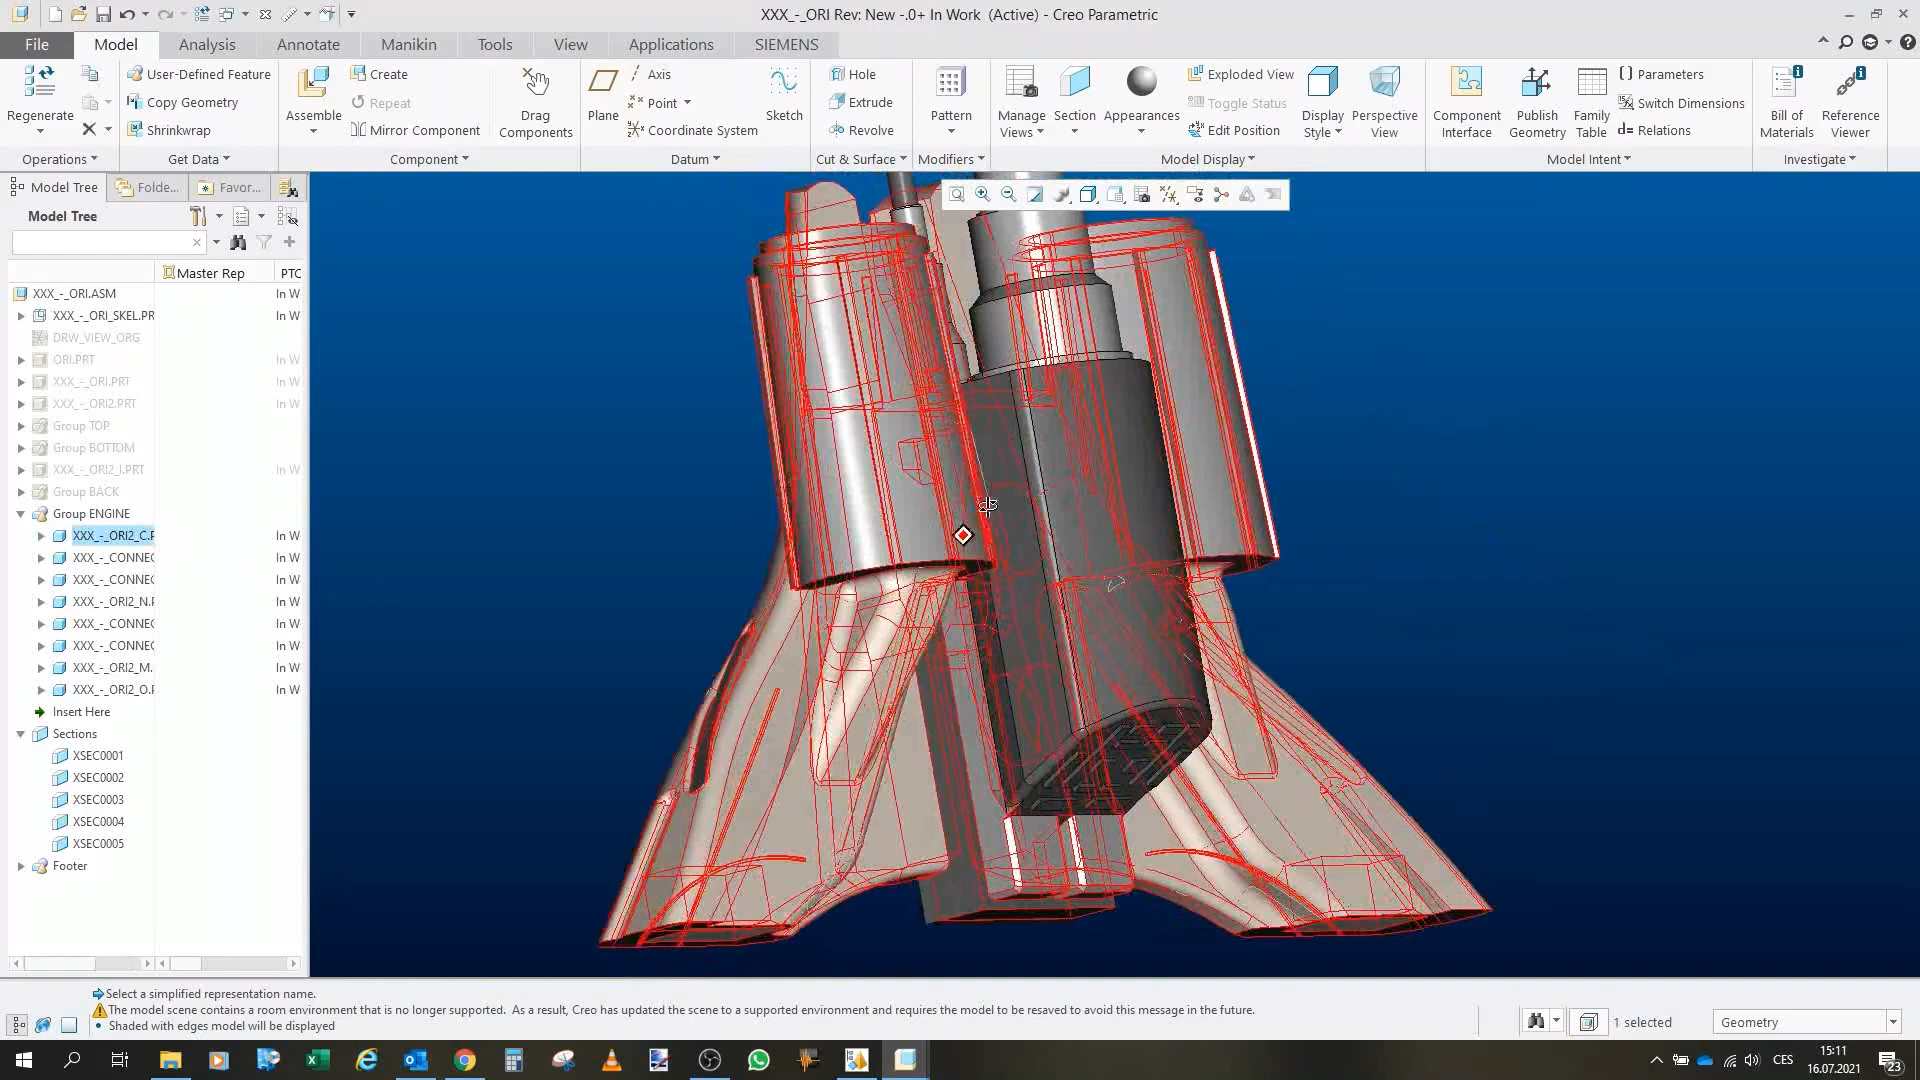 XXX_-_ORI Rev: New -.0+ In Work (Active) - Creo Parametric
File Model Analysis Annotate Manikin Tools View Applications SIEMENS
Regenerate
User-Defined Feature
Copy Geometry
Shrinkwrap
Assemble
Create
Repeat
Mirror Component
Drag Components
Plane
Axis
Point
Coordinate System
Sketch
Hole
Extrude
Revolve
Pattern
Manage Views
Section
Appearances
Exploded View
Toggle Status
Edit Position
Display Style
Perspective View
Component Interface
Publish Geometry
Family Table
Parameters
Switch Dimensions
d= Relations
Bill of Materials
Reference Viewer
Operations Get Data Component Datum Cut & Surface Modifiers Model Display Model Intent Investigate
Model Tree Folde... Favor...
Model Tree
Master Rep PTC
XXX_-_ORI.ASM In W
XXX_-_ORI_SKEL.PR In W
DRW_VIEW_ORG
ORI.PRT In W
XXX_-_ORI.PRT In W
XXX_-_ORI2.PRT In W
Group TOP
Group BOTTOM
XXX_-_ORI2_I.PRT In W
Group BACK
Group ENGINE
XXX_-_ORI2_C.P In W
XXX_-_CONNEC In W
XXX_-_CONNEC In W
XXX_-_ORI2_N.P In W
XXX_-_CONNEC In W
XXX_-_CONNEC In W
XXX_-_ORI2_M. In W
XXX_-_ORI2_O.P In W
Insert Here
Sections
XSEC0001
XSEC0002
XSEC0003
XSEC0004
XSEC0005
Footer
Select a simplified representation name.
The model scene contains a room environment that is no longer supported. As a result, Creo has updated the scene to a supported environment and requires the model to be resaved to avoid this message in the future.
• Shaded with edges model will be displayed
1 selected
Geometry
CES
15:11
16.07.2021
23